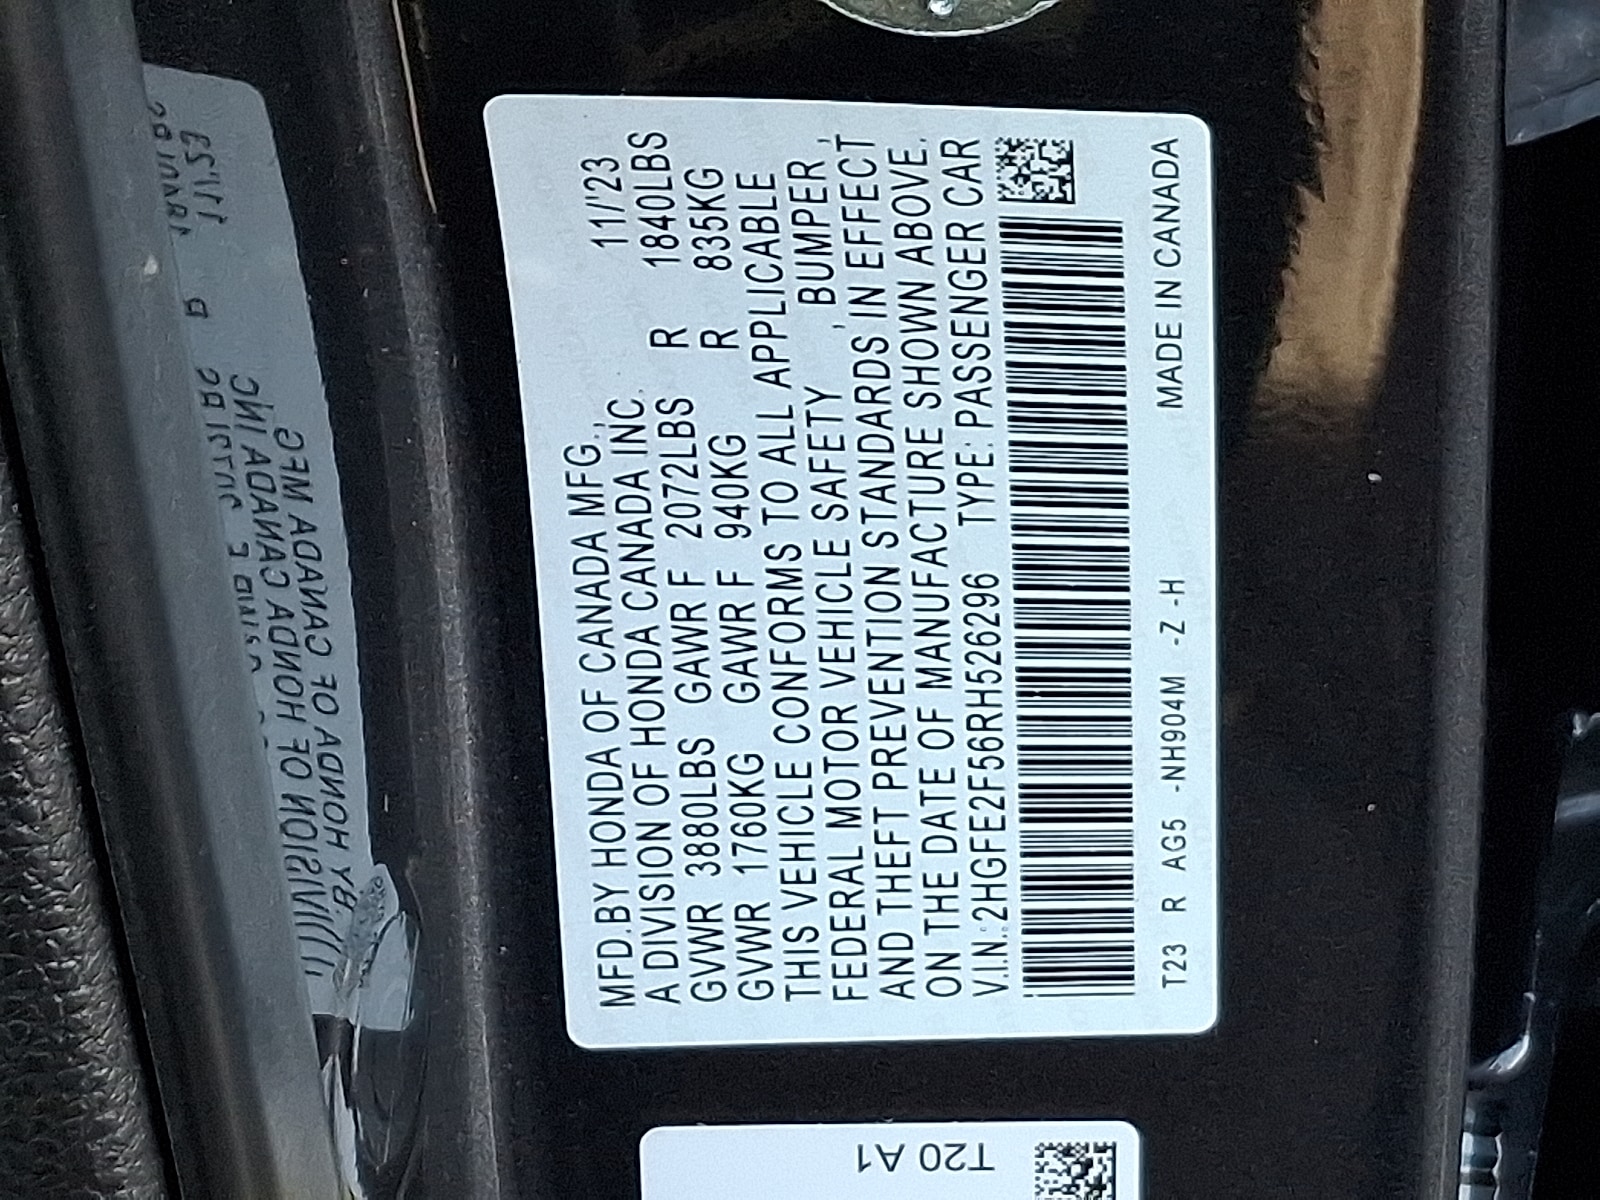 MFD.BY HONDA OF CANADA MFG., 11/'23
A DIVISION OF HONDA CANADA INC.
GVWR 3880LBS GAWR F 2072LBS R 1840LBS
GVWR 1760KG GAWR F 940KG R 835KG
THIS VEHICLE CONFORMS TO ALL APPLICABLE
FEDERAL MOTOR VEHICLE SAFETY , BUMPER ,
AND THEFT PREVENTION STANDARDS IN EFFECT
ON THE DATE OF MANUFACTURE SHOWN ABOVE.
V.I.N.:2HGFE2F56RH526296 TYPE: PASSENGER CAR
T23 R AG5 -NH904M -Z -H MADE IN CANADA
T20 A1